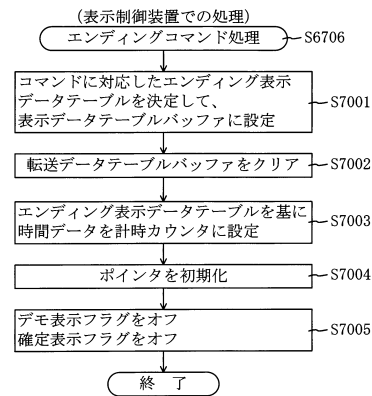 (表示制御装置での処理)
エンディングコマンド処理
S6706
コマンドに対応したエンディング表示
データテーブルを決定して、
表示データテーブルバッファに設定
S7001
転送データテーブルバッファをクリア
S7002
エンディング表示データテーブルを基に
時間データを計時カウンタに設定
S7003
ポインタを初期化
S7004
デモ表示フラグをオフ
確定表示フラグをオフ
S7005
終 了